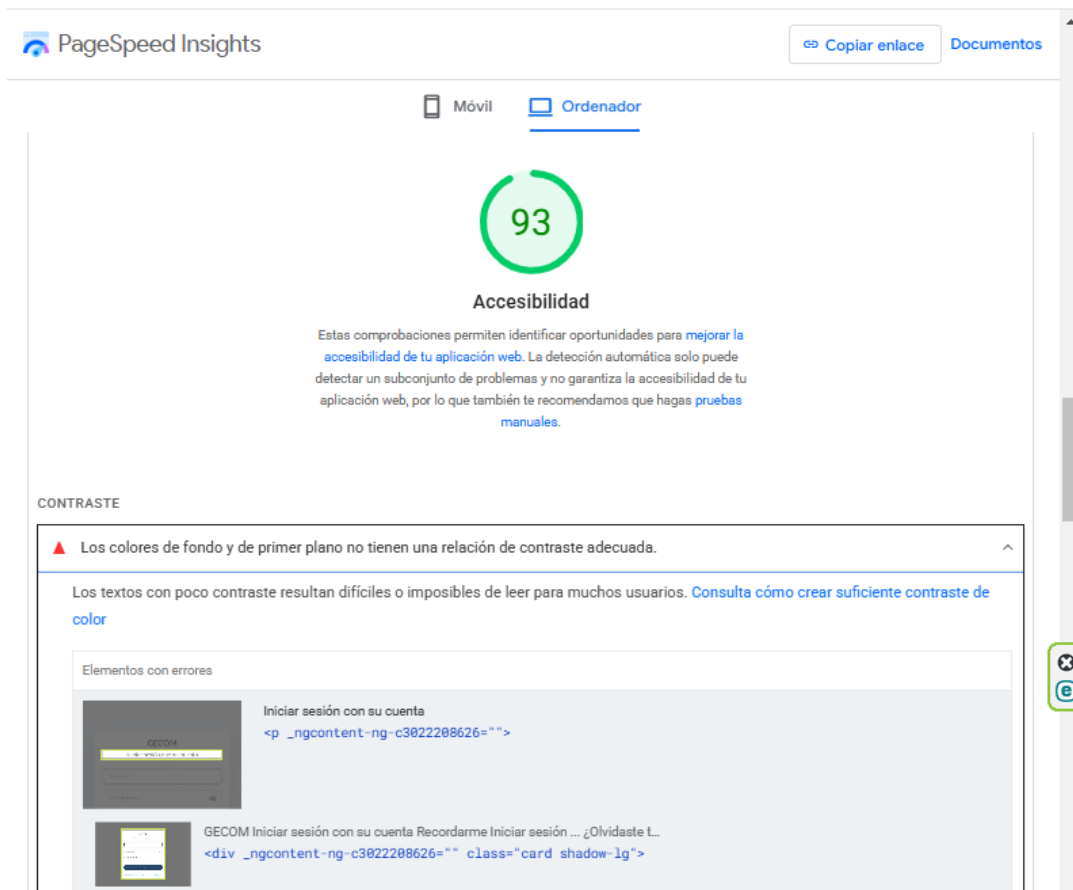 PageSpeed Insights
Copiar enlace
Documentos
Móvil
Ordenador
93
Accesibilidad
Estas comprobaciones permiten identificar oportunidades para mejorar la
accesibilidad de tu aplicación web. La detección automática solo puede
detectar un subconjunto de problemas y no garantiza la accesibilidad de tu
aplicación web, por lo que también te recomendamos que hagas pruebas
manuales.
CONTRASTE
Los colores de fondo y de primer plano no tienen una relación de contraste adecuada.
Los textos con poco contraste resultan difíciles o imposibles de leer para muchos usuarios. Consulta cómo crear suficiente contraste de
color
Elementos con errores
GECOM
Iniciar sesión con su cuenta
<p _ngcontent-ng-c3022208626="">
GECOM Iniciar sesión con su cuenta Recordarme Iniciar sesión ... ¿Olvidaste t...
<div _ngcontent-ng-c3022208626="" class="card shadow-lg">